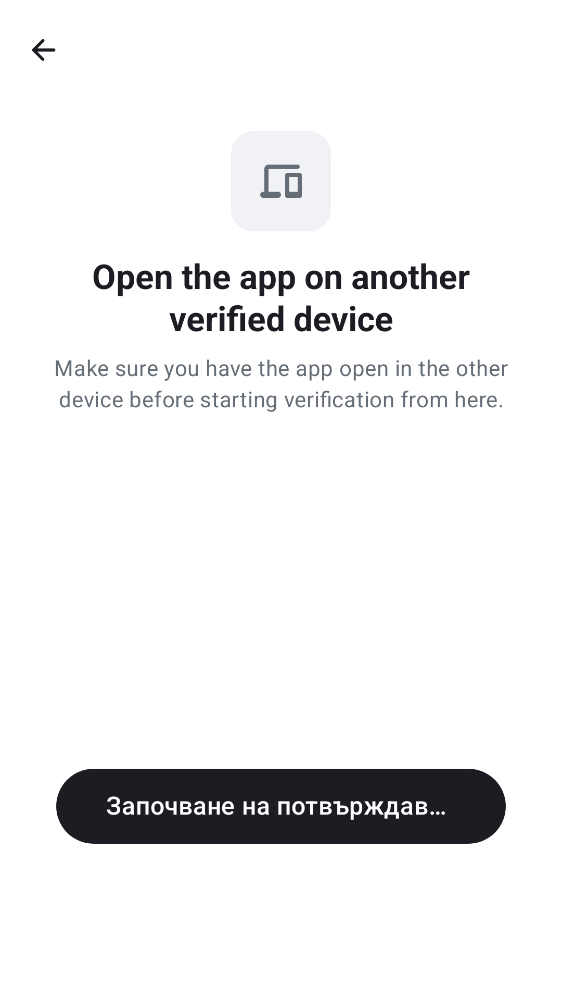 Open the app on another
verified device
Make sure you have the app open in the other
device before starting verification from here.
Започване на потвърждав…